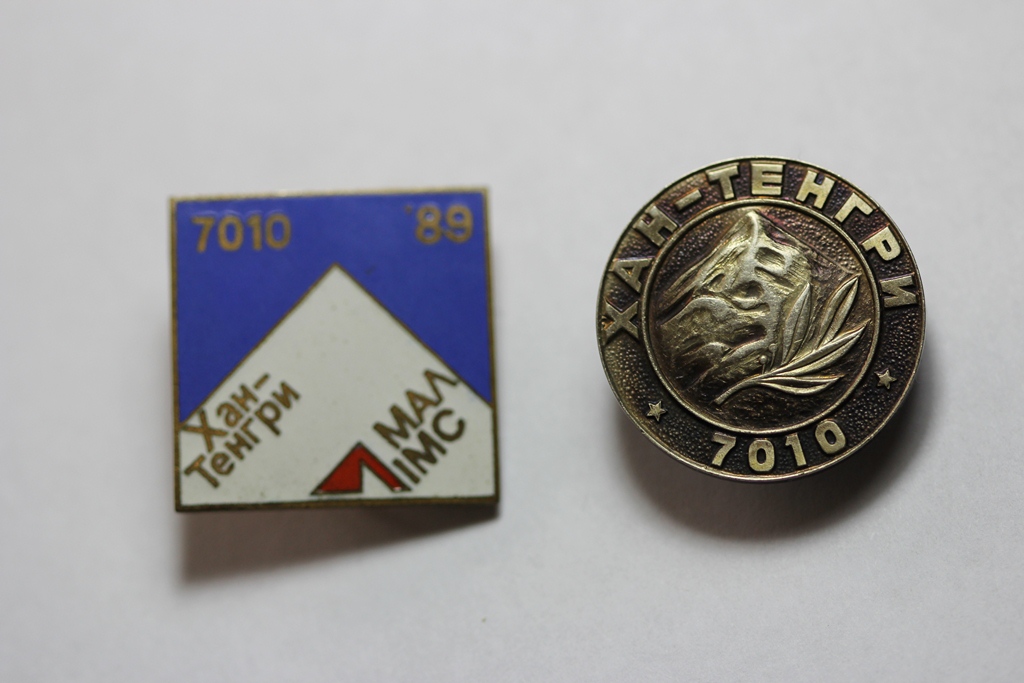 7010 '89
Хан-
Тенгри
МАЛ
IMC
ХАН-ТЕНГРИ
7010